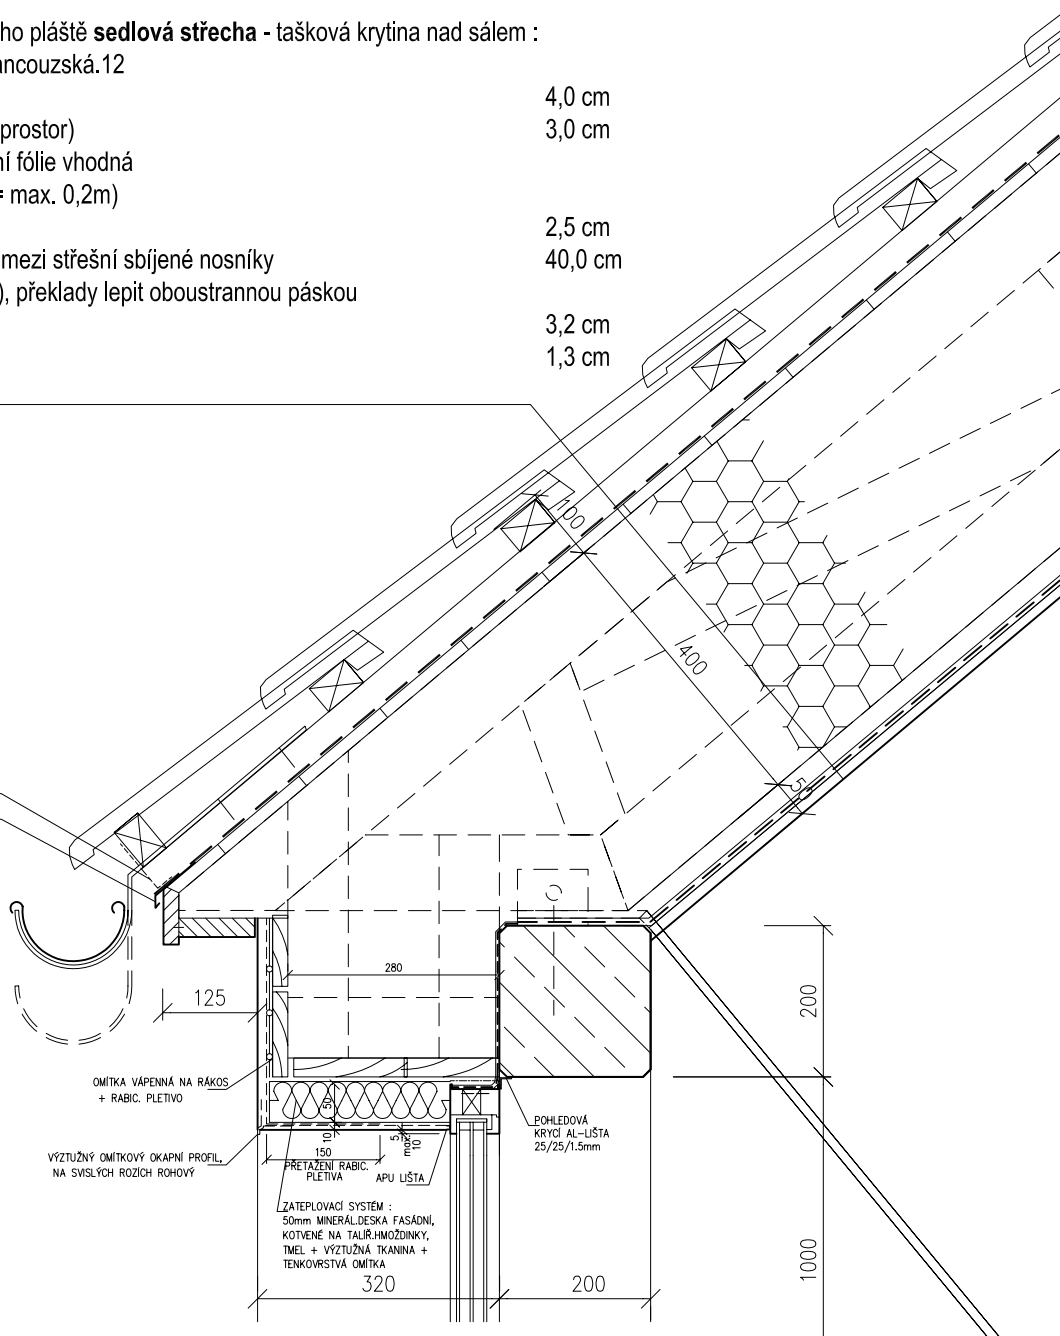 ho pláště sedlová střecha - tašková krytina nad sálem :
ancouzská.12
4,0 cm
prostor) 3,0 cm
ní fólie vhodná
= max. 0,2m)
2,5 cm
mezi střešní sbíjené nosníky 40,0 cm
), překlady lepit oboustrannou páskou
3,2 cm
1,3 cm
100
400
50
280
125
200
OMÍTKA VÁPENNÁ NA RÁKOS
+ RABIC. PLETIVO
50
10
5
max.
10
POHLEDOVÁ
KRYCÍ AL-LIŠTA
25/25/1.5mm
VÝZTUŽNÝ OMÍTKOVÝ OKAPNÍ PROFIL,
NA SVISLÝCH ROZÍCH ROHOVÝ
150
PŘETAŽENÍ RABIC.
PLETIVA
APU LIŠTA
ZATEPLOVACÍ SYSTÉM :
50mm MINERÁL.DESKA FASÁDNÍ,
KOTVENÉ NA TALÍŘ.HMOŽDINKY,
TMEL + VÝZTUŽNÁ TKANINA +
TENKOVRSTVÁ OMÍTKA
320
200
1000